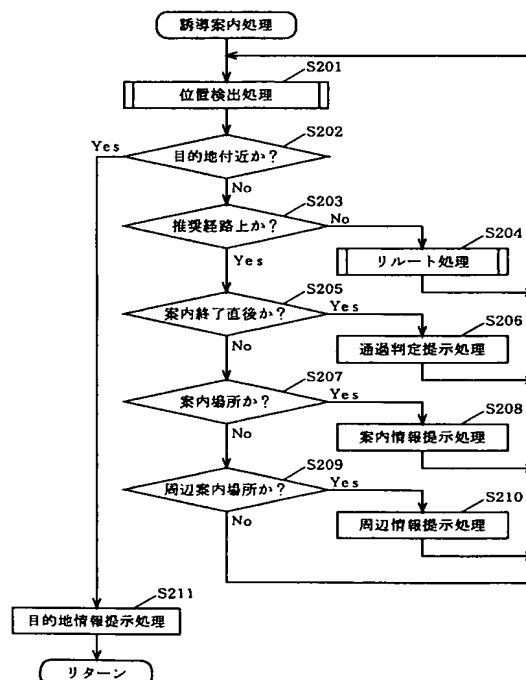 誘導案内処理
S201
位置検出処理
S202
Yes
目的地付近か？
No
S203
推奨経路上か？
No
S204
Yes
リルート処理
S205
案内終了直後か？
Yes
S206
No
通過判定提示処理
S207
案内場所か？
Yes
S208
No
案内情報提示処理
S209
周辺案内場所か？
Yes
S210
No
周辺情報提示処理
S211
目的地情報提示処理
リターン